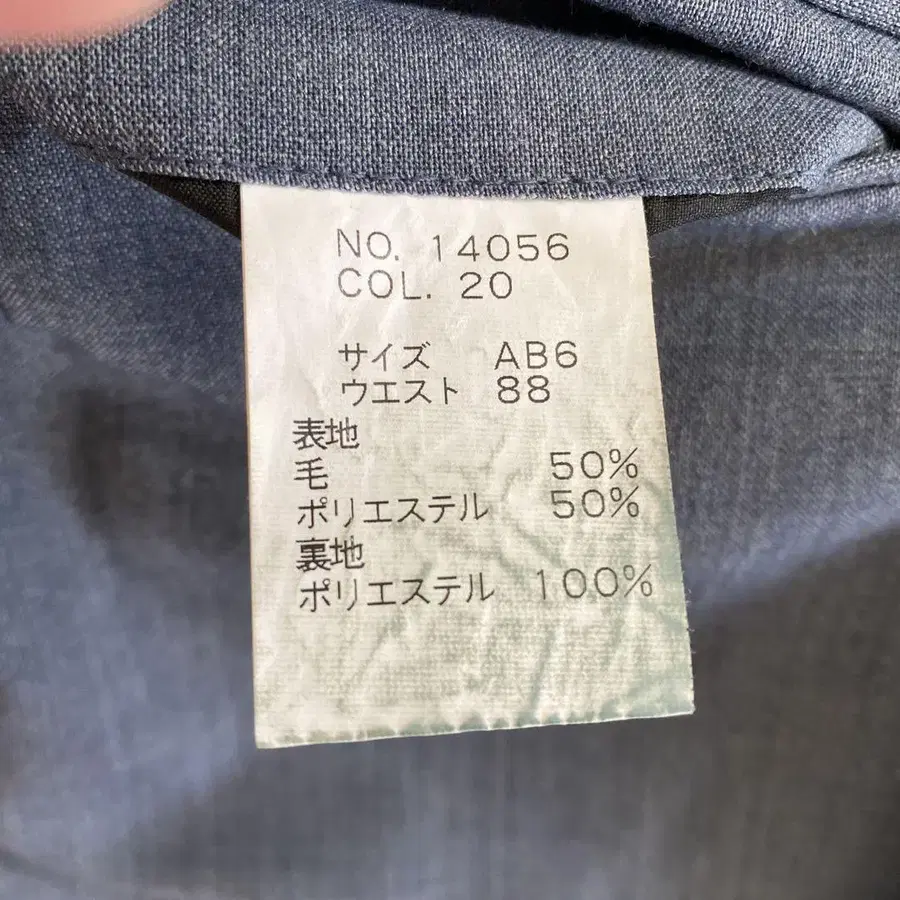 NO. 14056
COL. 20
サイズ AB6
ウエスト 88
表地
毛 50%
ポリエステル 50%
裏地
ポリエステル 100%